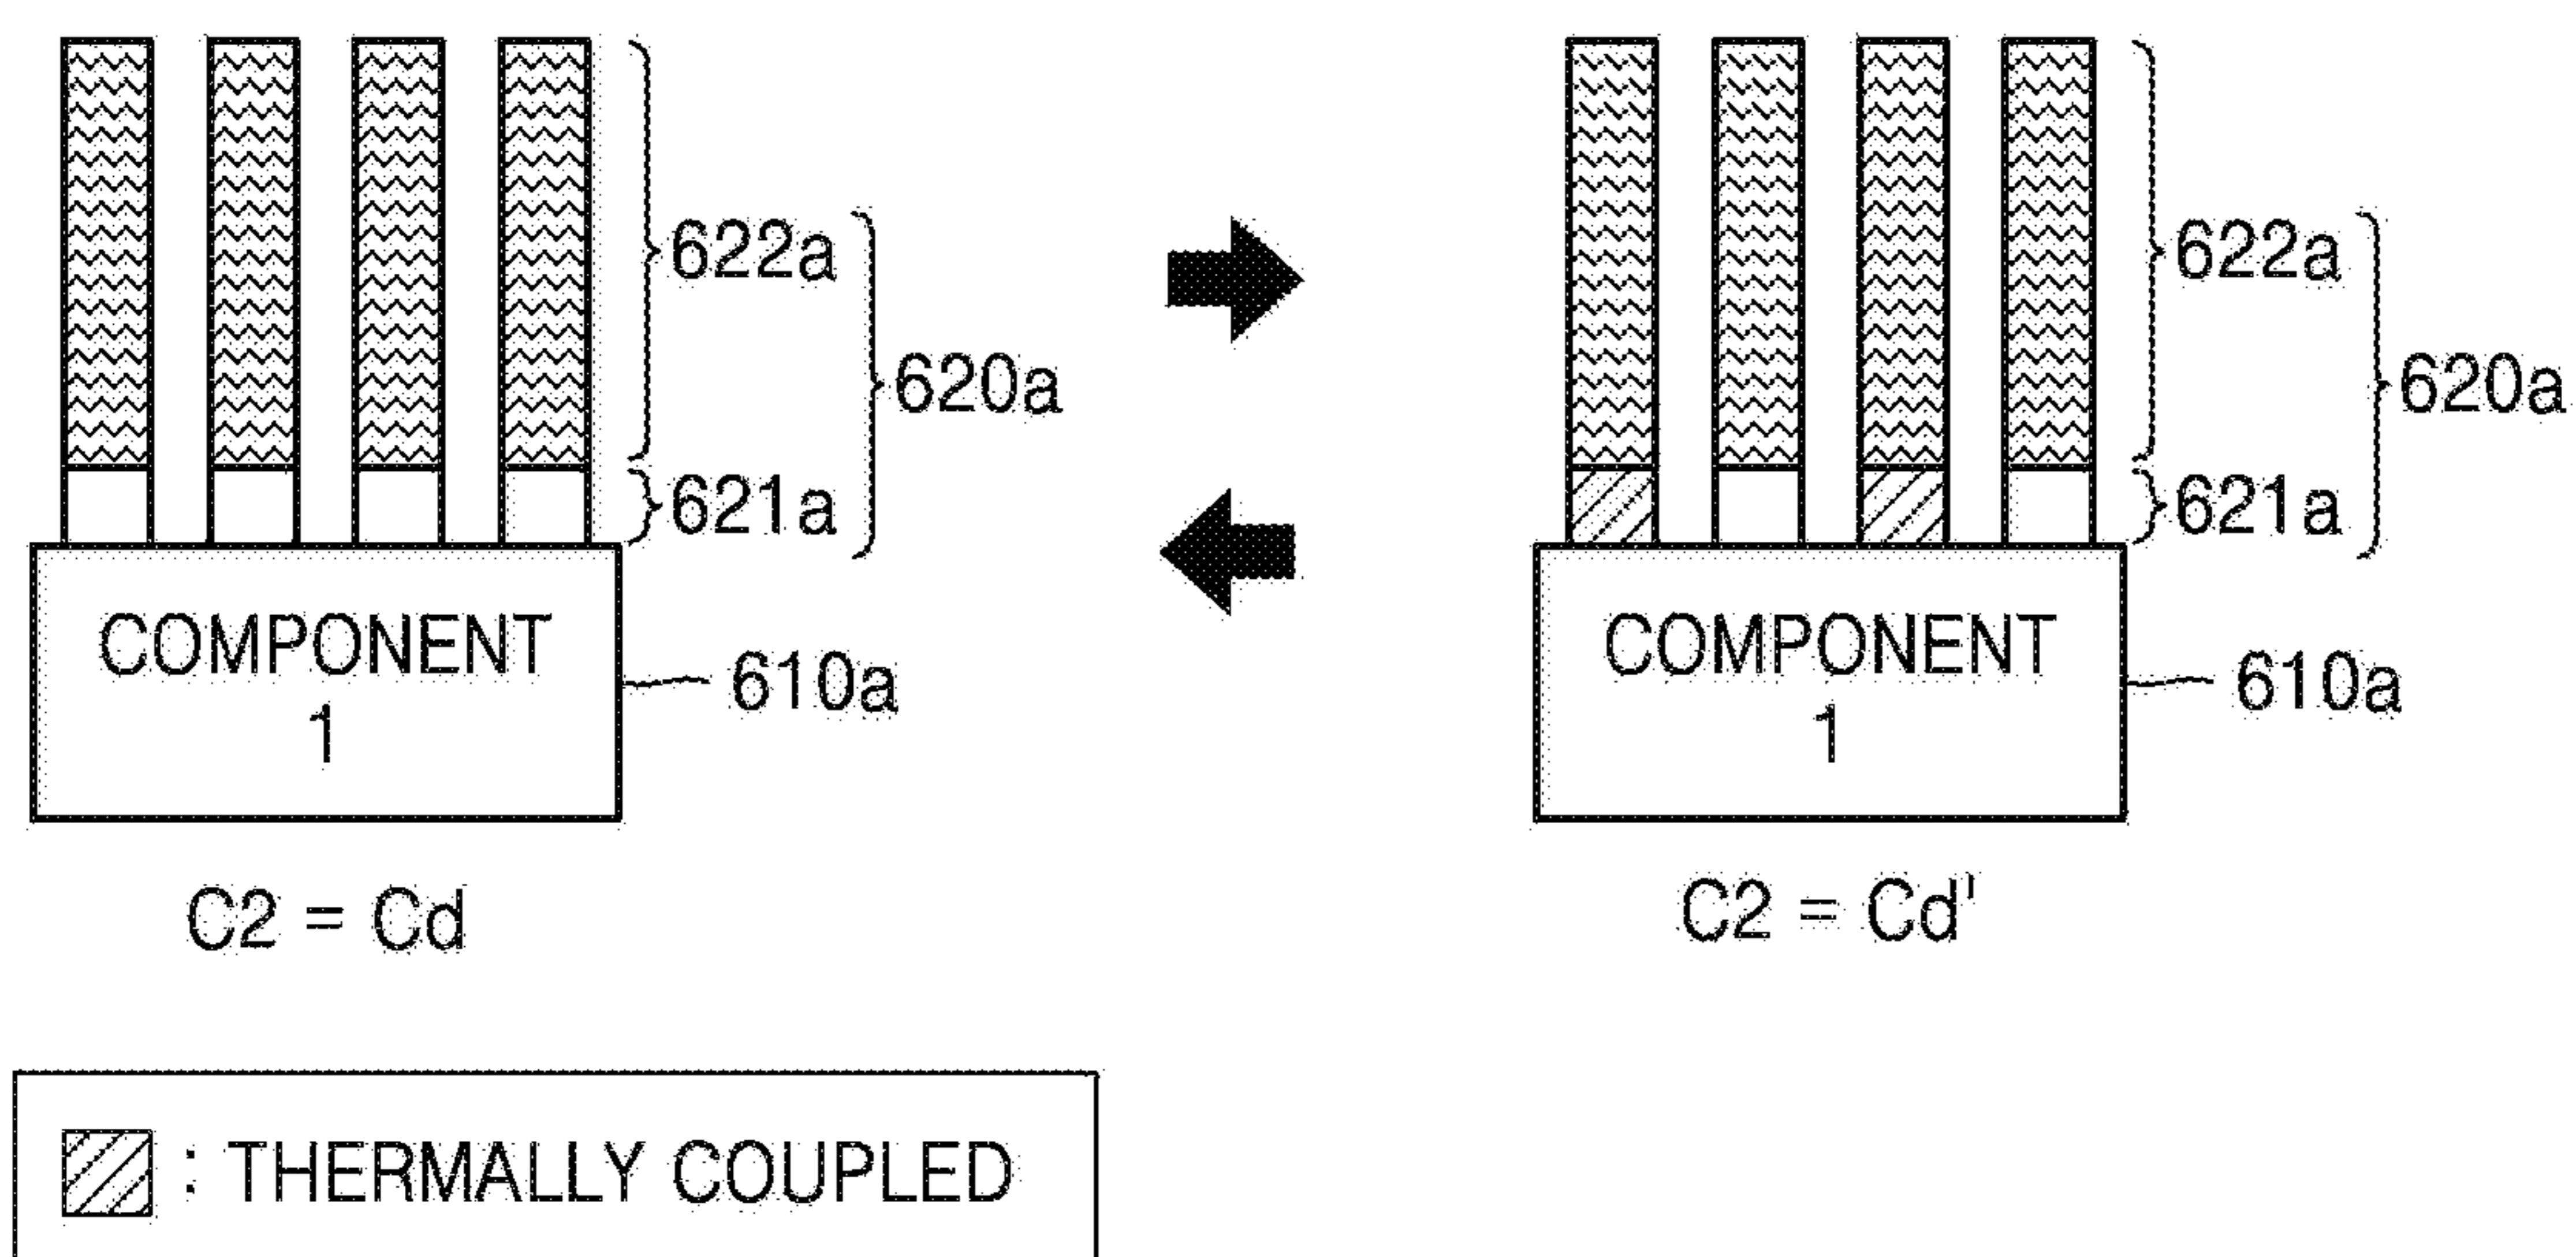 622a
620a
621a
COMPONENT
1
610a
C2 = Cd
622a
620a
621a
COMPONENT
1
610a
C2 = Cd'
: THERMALLY COUPLED